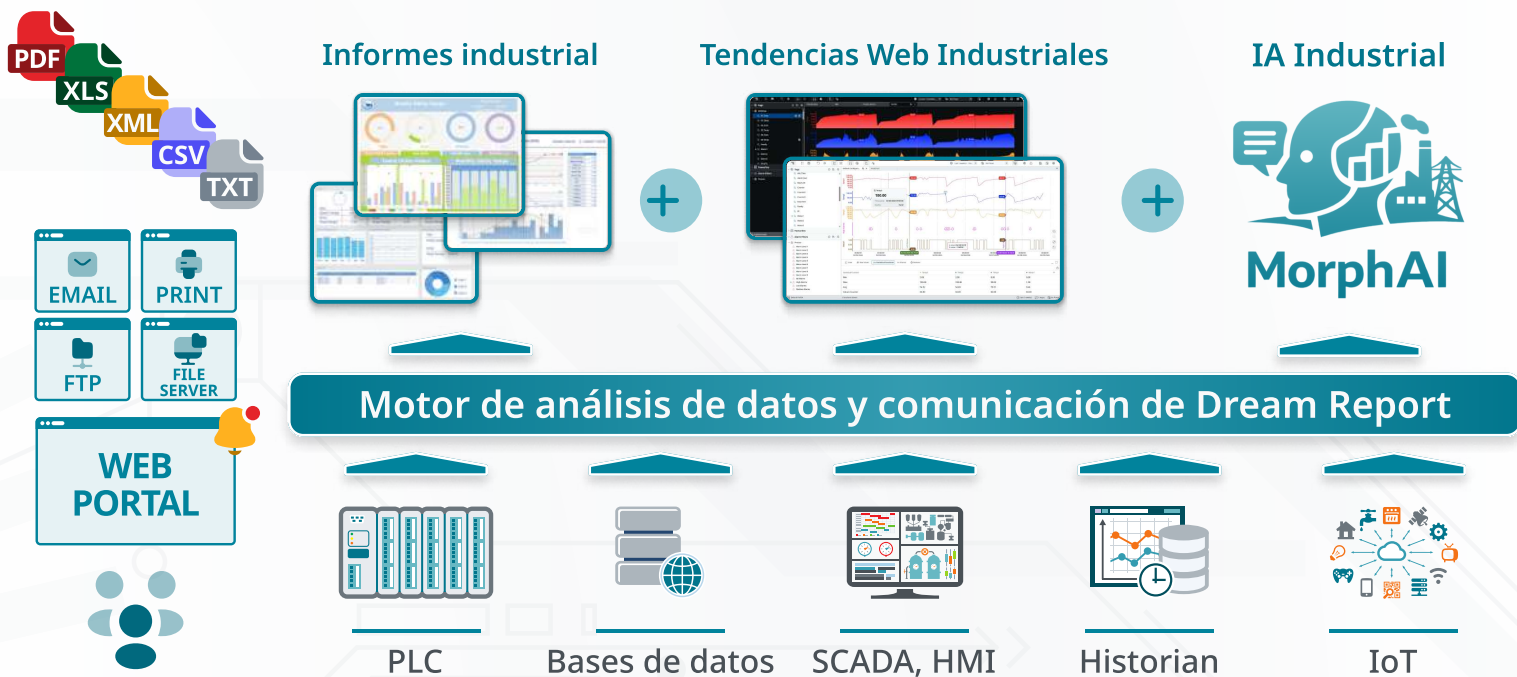 PDF
XLS
XML
CSV
TXT
EMAIL
PRINT
FTP
FILE
SERVER
WEB
PORTAL
Informes industrial
Tendencias Web Industriales
IA Industrial
MorphAI
Motor de análisis de datos y comunicación de Dream Report
PLC
Bases de datos
SCADA, HMI
Historian
IoT